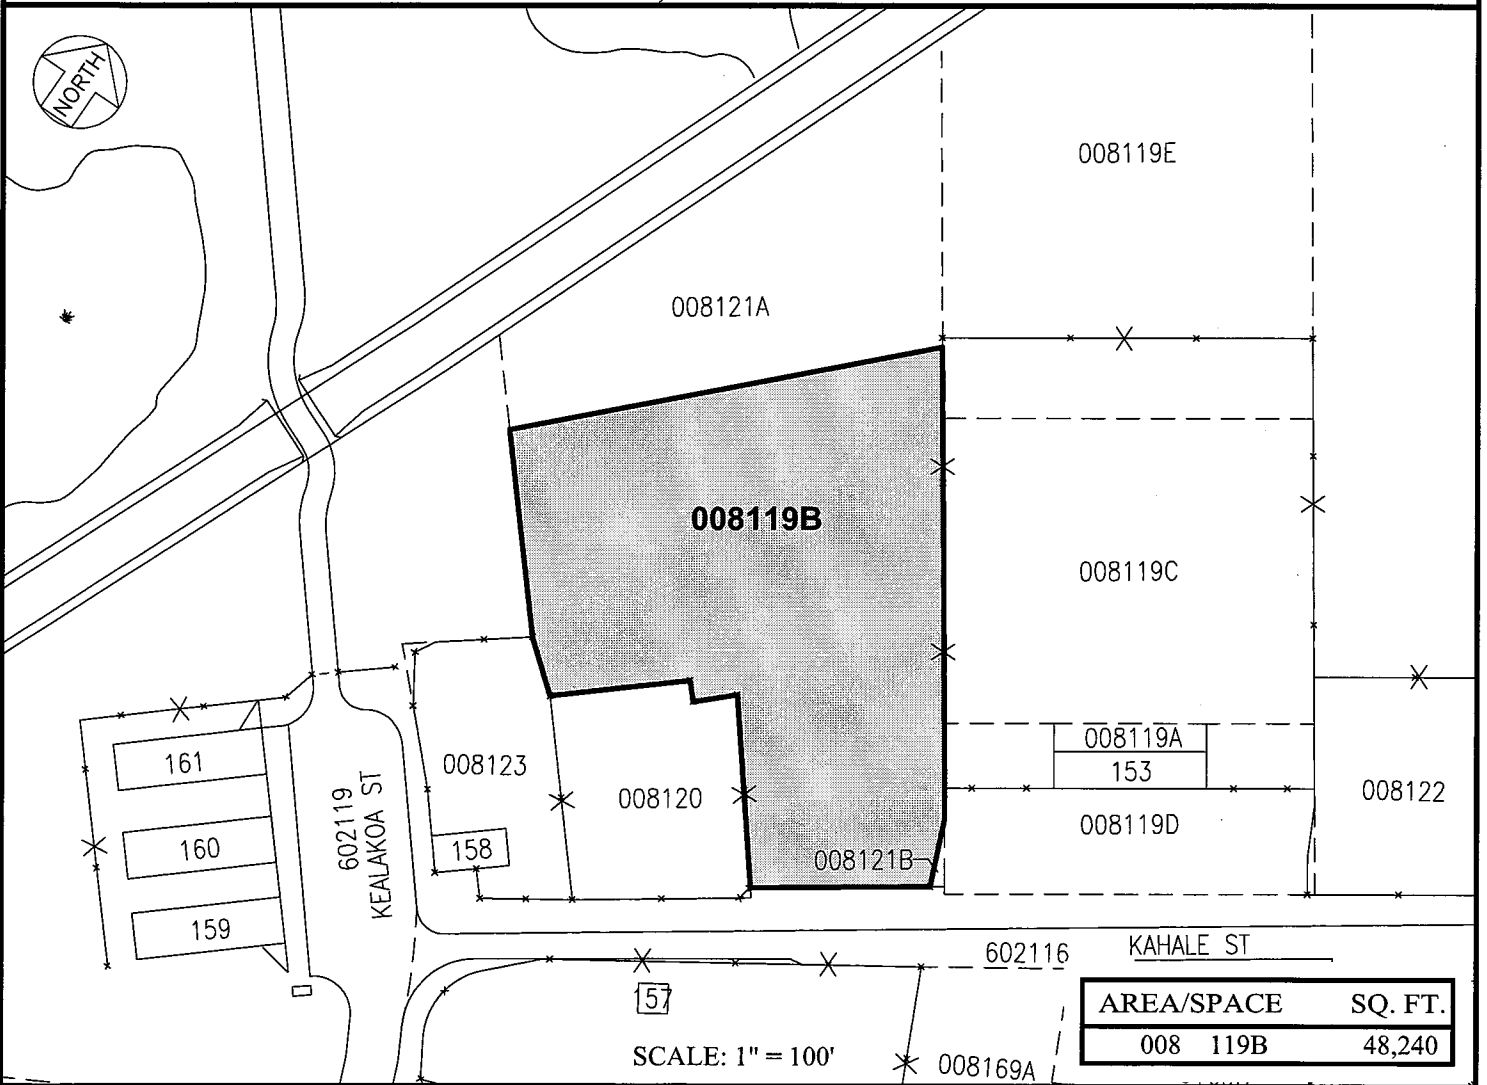 NORTH
008119E
008121A
008119B
008119C
008119A
153
008119D
008122
008121B
008123
008120
158
161
160
159
602119
KEALAKOA ST
602116
KAHALE ST
157
SCALE: 1" = 100'
008169A
AREA/SPACE SQ. FT.
008 119B 48,240